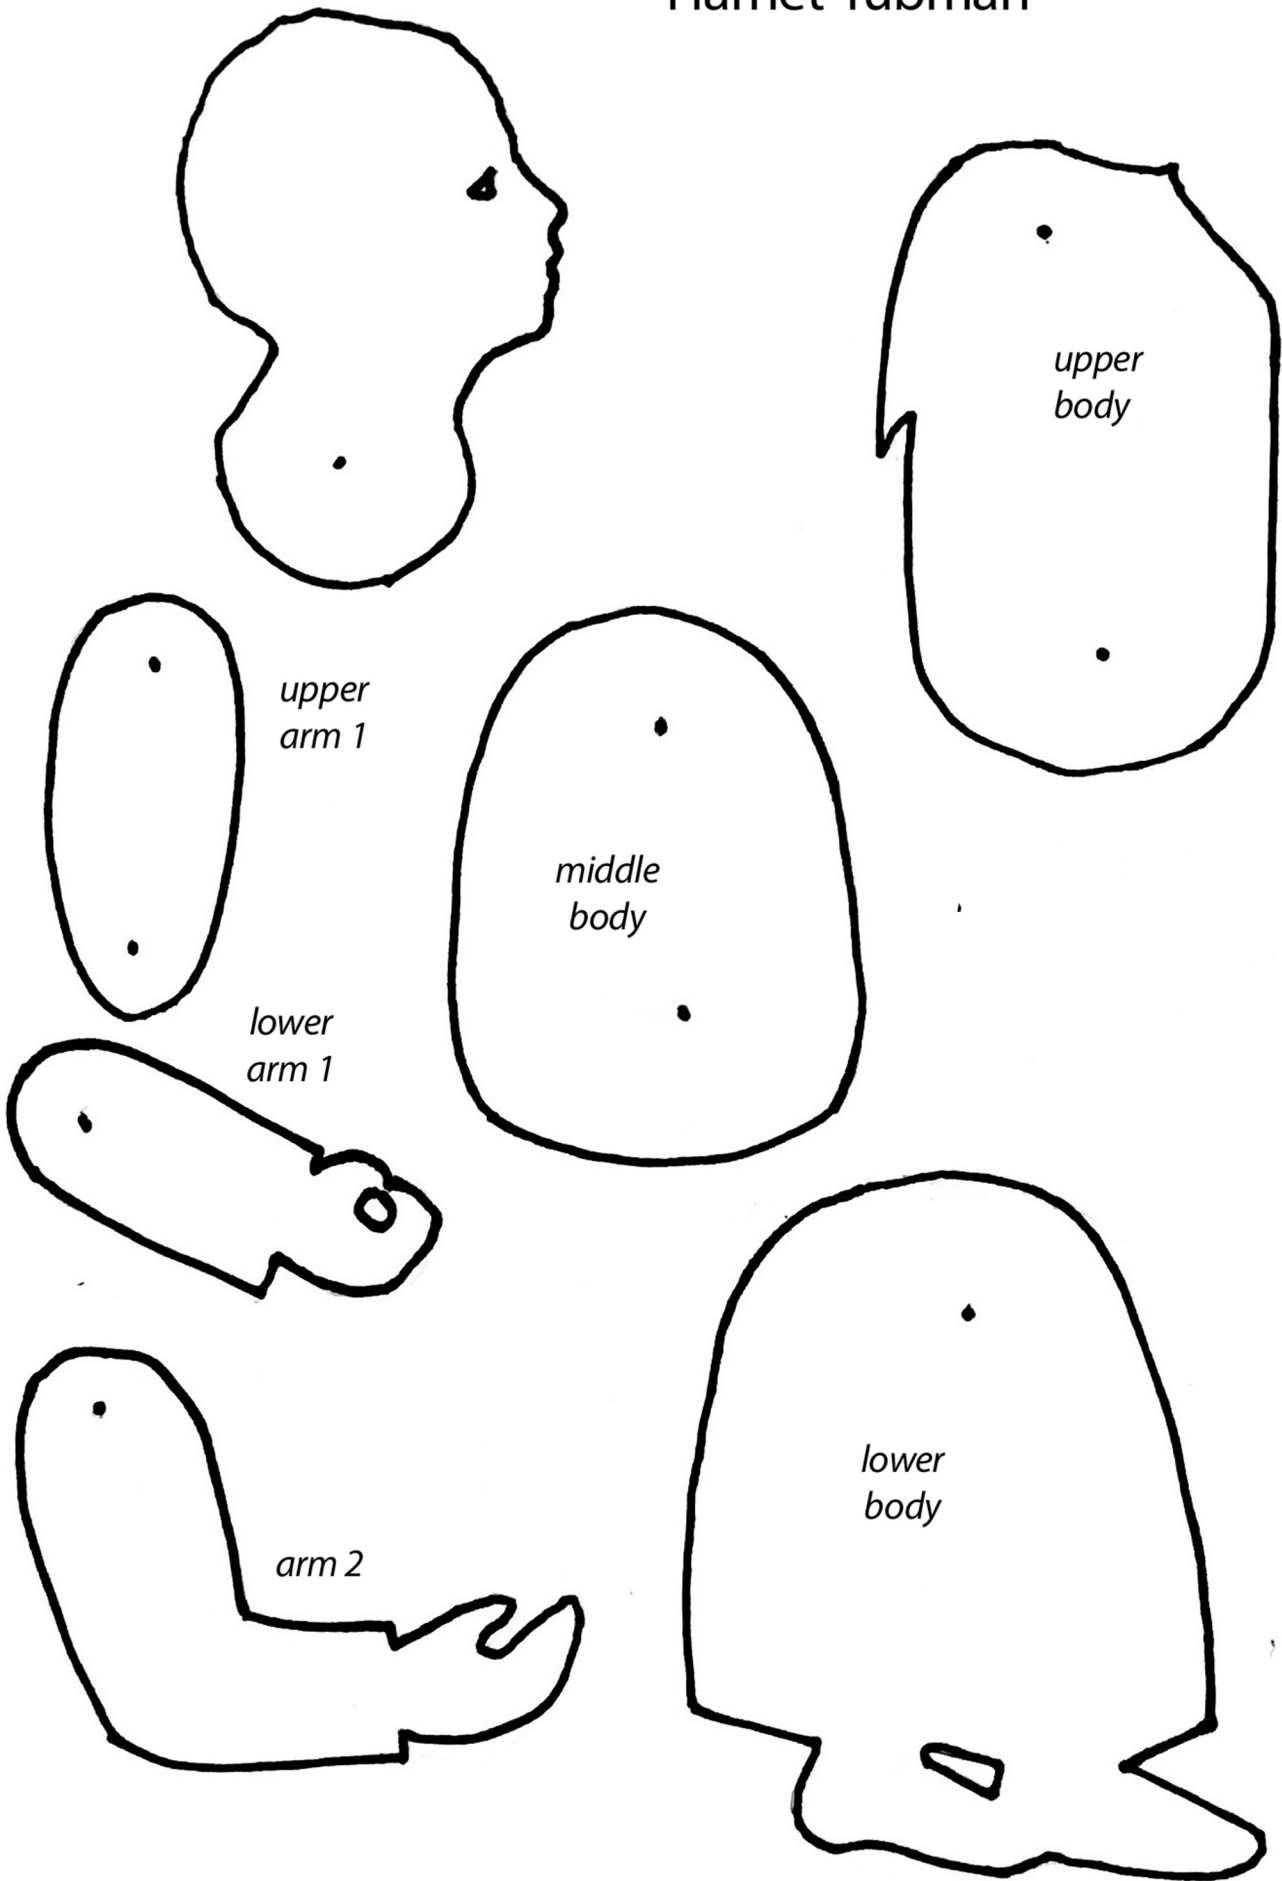 Harriet Tubman
upper
body
upper
arm 1
middle
body
lower
arm 1
lower
body
arm 2